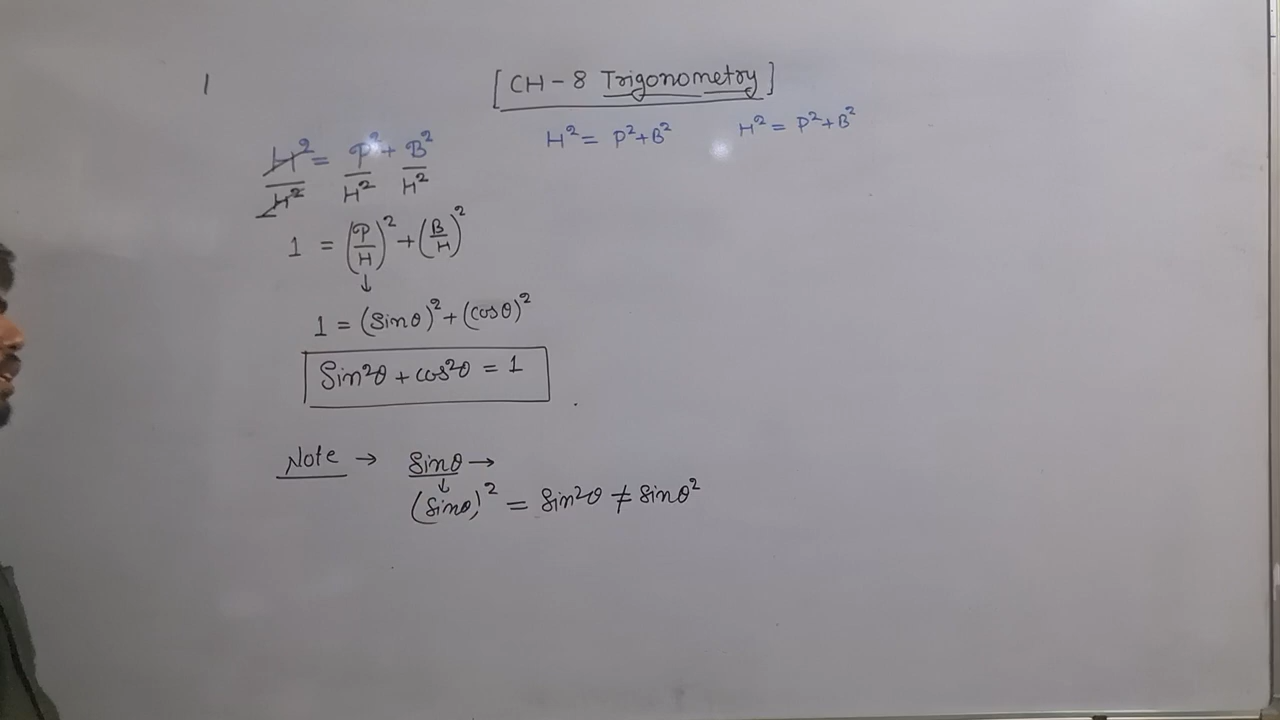 1
[CH-8 Trigonometry]
H² = P²+B² H² = P²+B²
H²/H² = P²/H² + B²/H²
1 = (P/H)² + (B/H)²
↓
1 = (Sinθ)² + (cosθ)²
Sin²θ + cos²θ = 1
Note → Sinθ →
↓
(Sinθ)² = Sin²θ ≠ Sinθ²